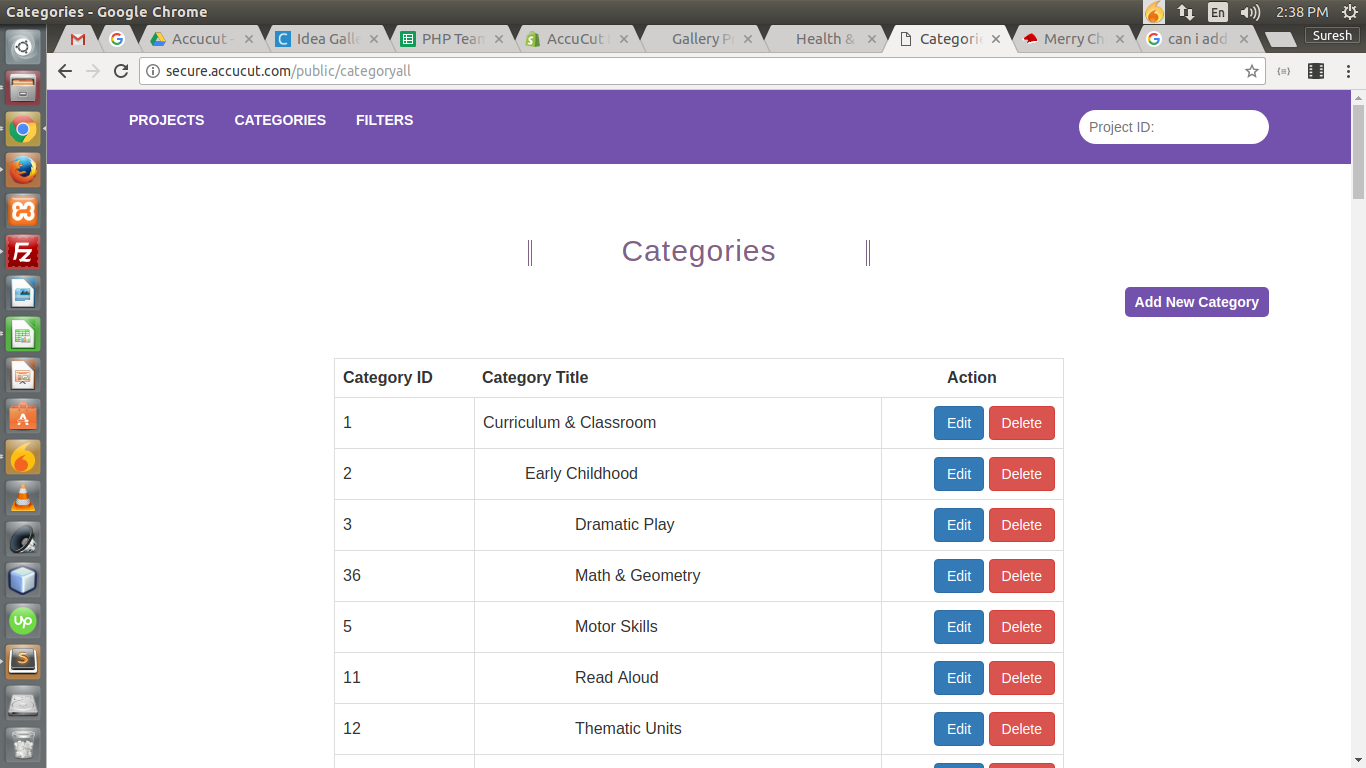 Categories - Google Chrome
En 2:38 PM
Accucut - Idea Gall PHP Team AccuCut Gallery P Health & Categorie Merry Ch can i add Suresh
secure.accucut.com/public/categoryall
PROJECTS CATEGORIES FILTERS Project ID:
Categories
Add New Category
Category ID Category Title Action
1 Curriculum & Classroom Edit Delete
2 Early Childhood Edit Delete
3 Dramatic Play Edit Delete
36 Math & Geometry Edit Delete
5 Motor Skills Edit Delete
11 Read Aloud Edit Delete
12 Thematic Units Edit Delete